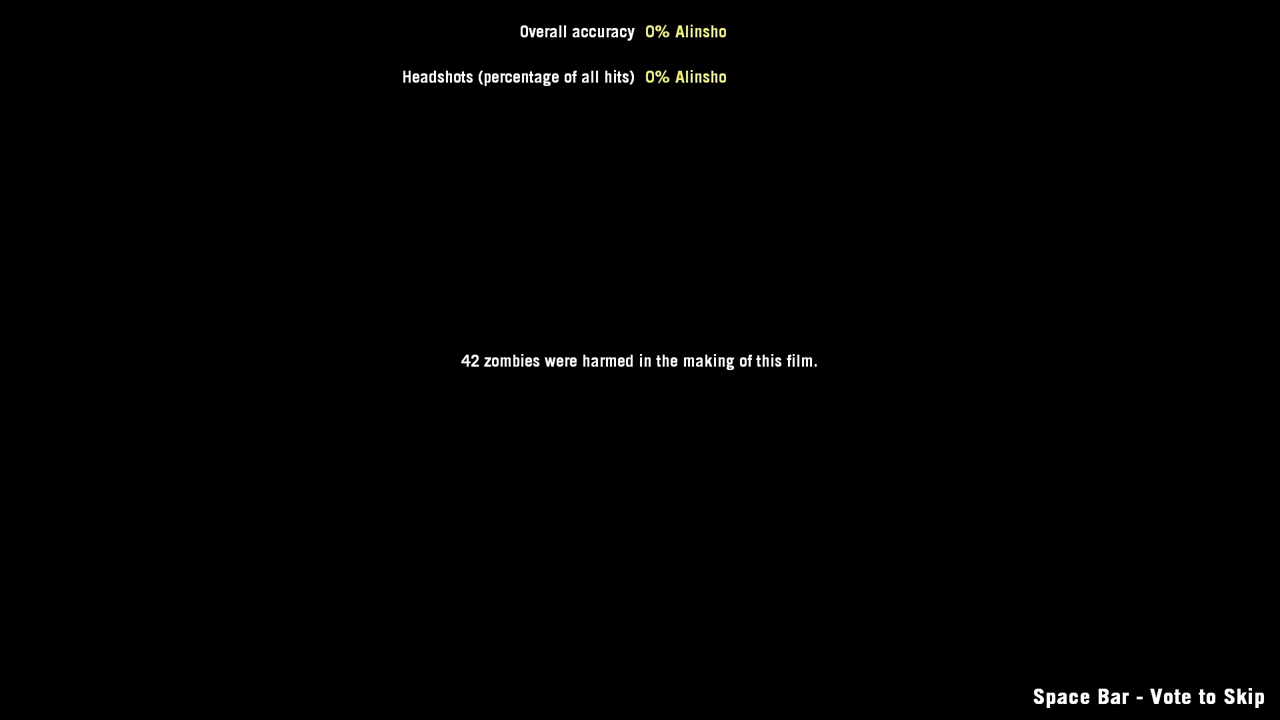 Overall accuracy 0% Alinsho
Headshots (percentage of all hits) 0% Alinsho
42 zombies were harmed in the making of this film.
Space Bar - Vote to Skip